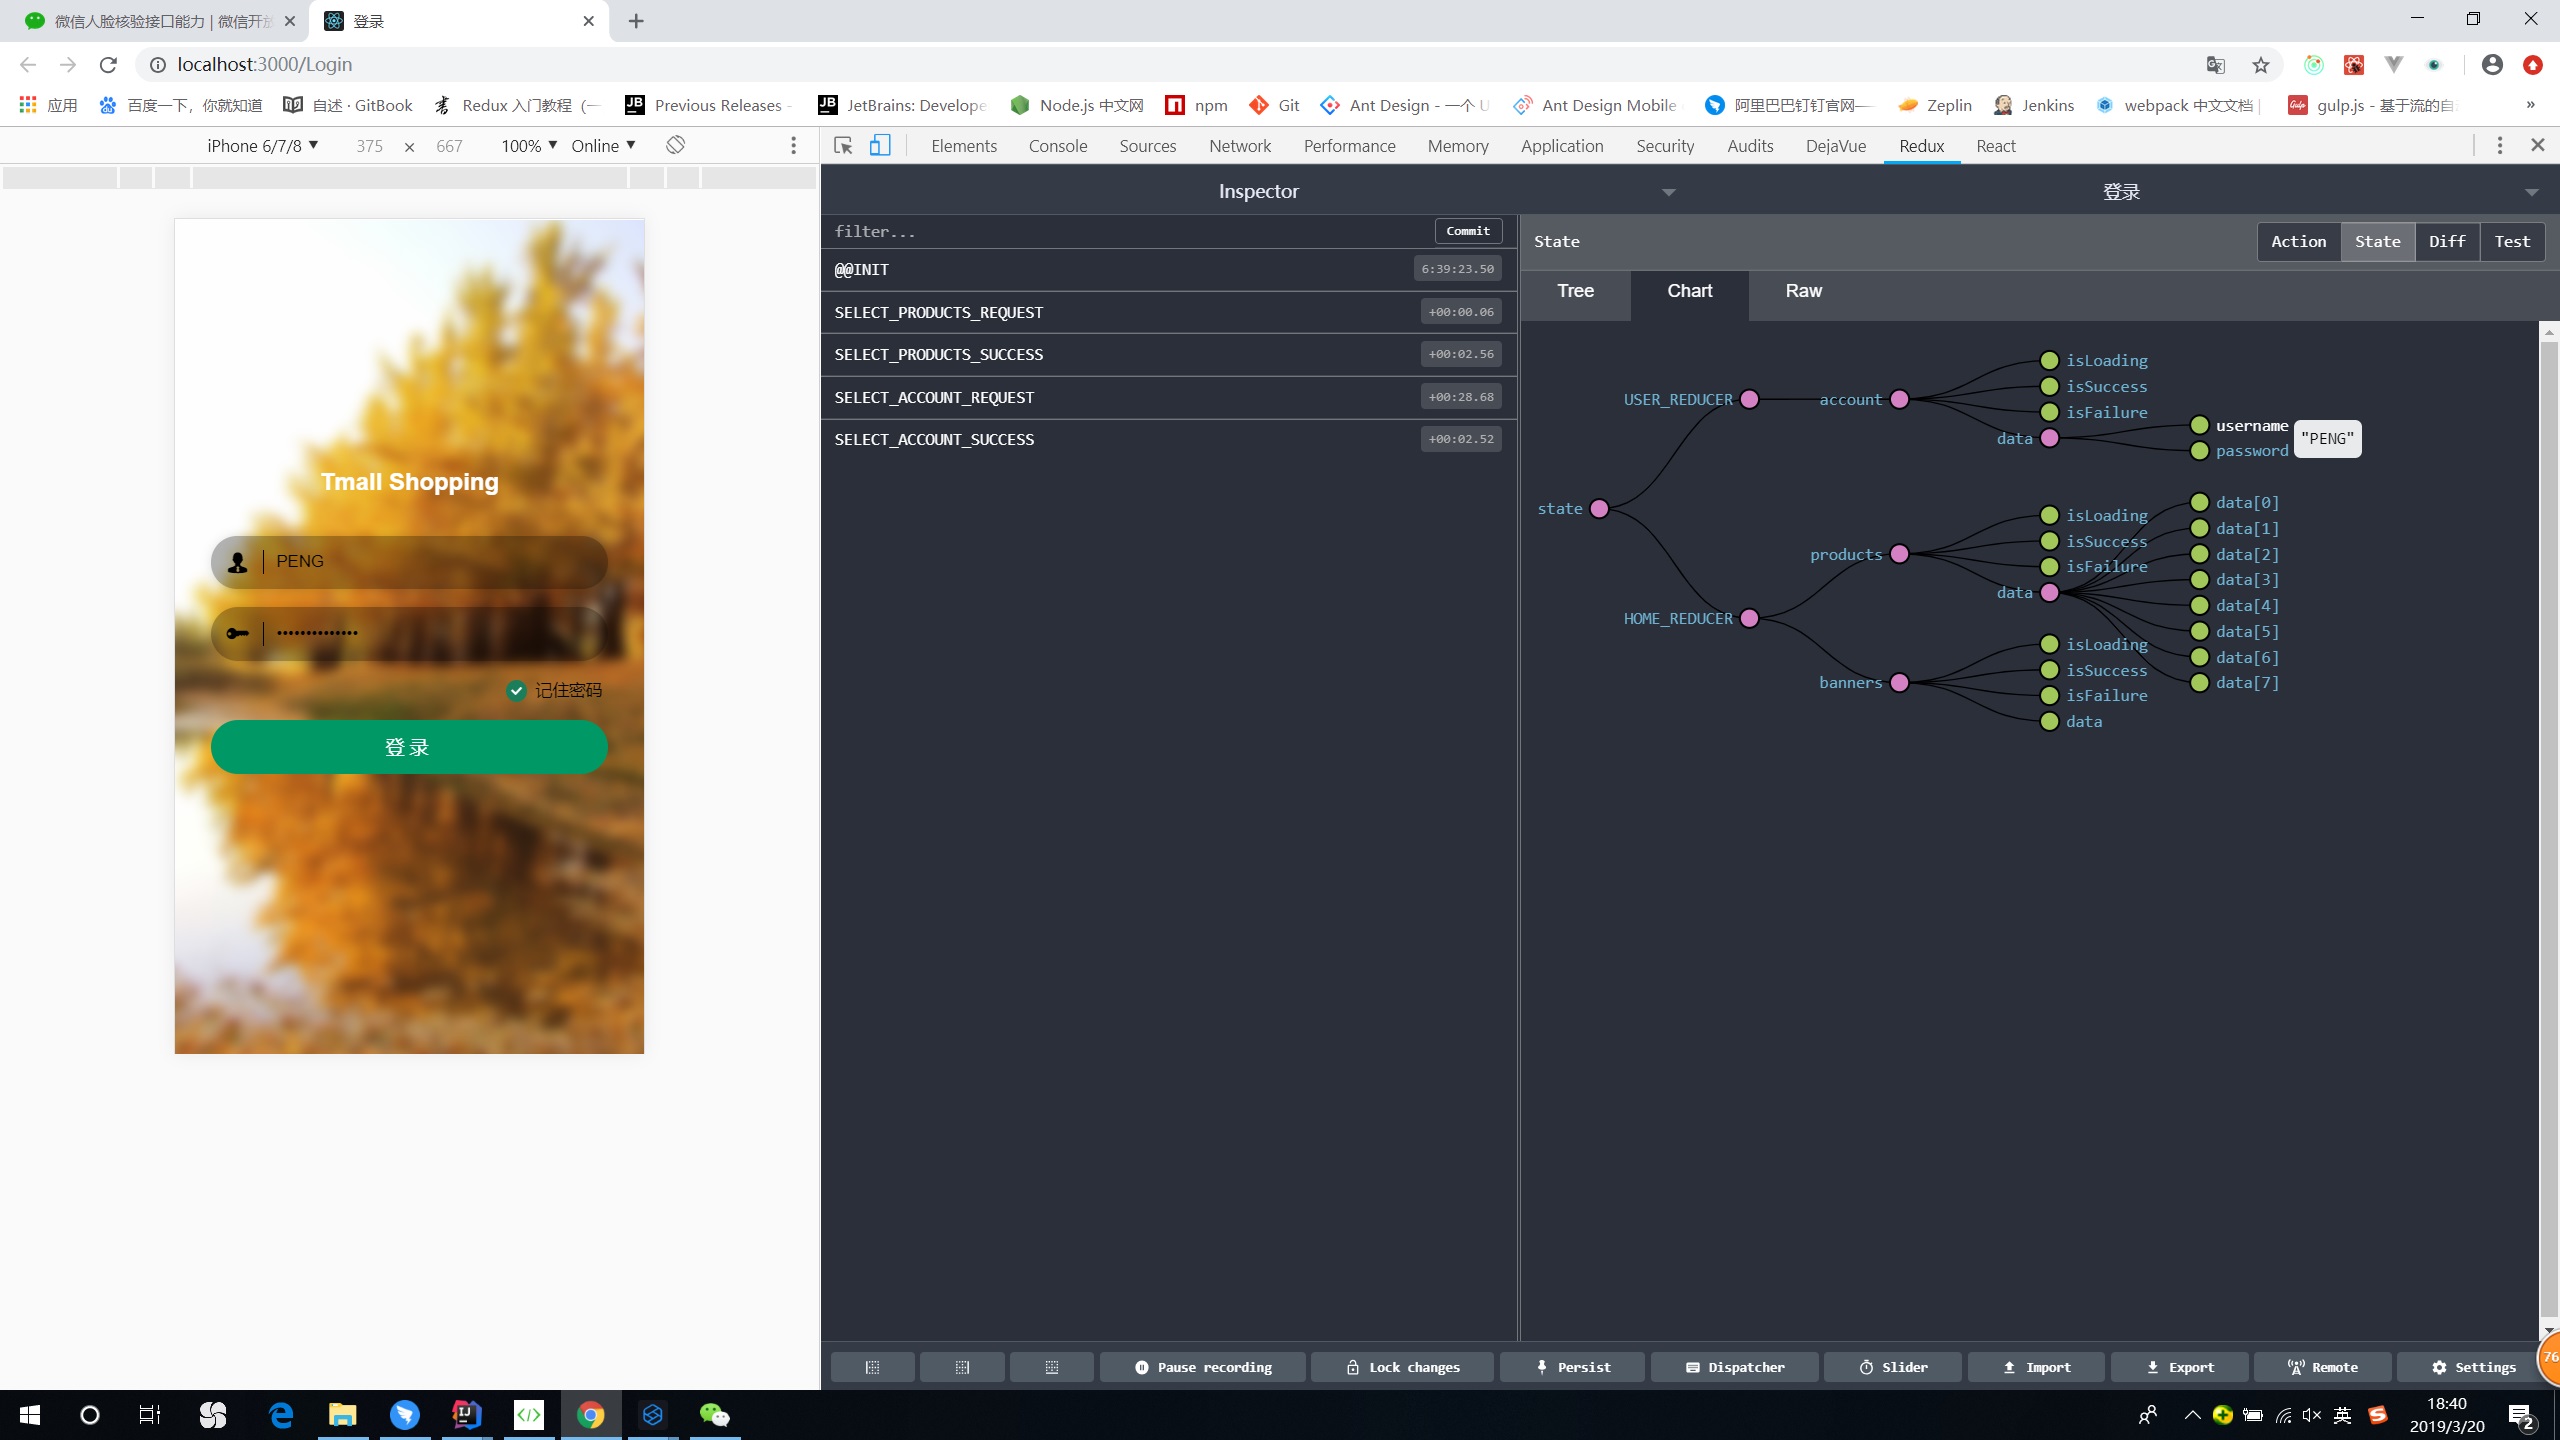 微信人脸核验接口能力 | 微信开放
登录
localhost:3000/Login
应用
百度一下，你就知道
自述 · GitBook
Redux 入门教程（一
Previous Releases -
JetBrains: Develope
Node.js 中文网
npm
Git
Ant Design - 一个 U
Ant Design Mobile
阿里巴巴钉钉官网——
Zeplin
Jenkins
webpack 中文文档 |
gulp.js - 基于流的自
»
iPhone 6/7/8 375 × 667 100% Online
Elements Console Sources Network Performance Memory Application Security Audits DejaVue Redux React
Inspector
登录
filter...
Commit
@@INIT 6:39:23.50
SELECT_PRODUCTS_REQUEST +00:00.06
SELECT_PRODUCTS_SUCCESS +00:02.56
SELECT_ACCOUNT_REQUEST +00:28.68
SELECT_ACCOUNT_SUCCESS +00:02.52
State
Action State Diff Test
Tree Chart Raw
state
USER_REDUCER
account
isLoading
isSuccess
isFailure
data
username
"PENG"
password
HOME_REDUCER
products
isLoading
isSuccess
isFailure
data
data[0]
data[1]
data[2]
data[3]
data[4]
data[5]
data[6]
data[7]
banners
isLoading
isSuccess
isFailure
data
Tmall Shopping
PENG
••••••••••••••
记住密码
登录
Pause recording Lock changes Persist Dispatcher Slider Import Export Remote Settings
76
英
18:40
2019/3/20
2